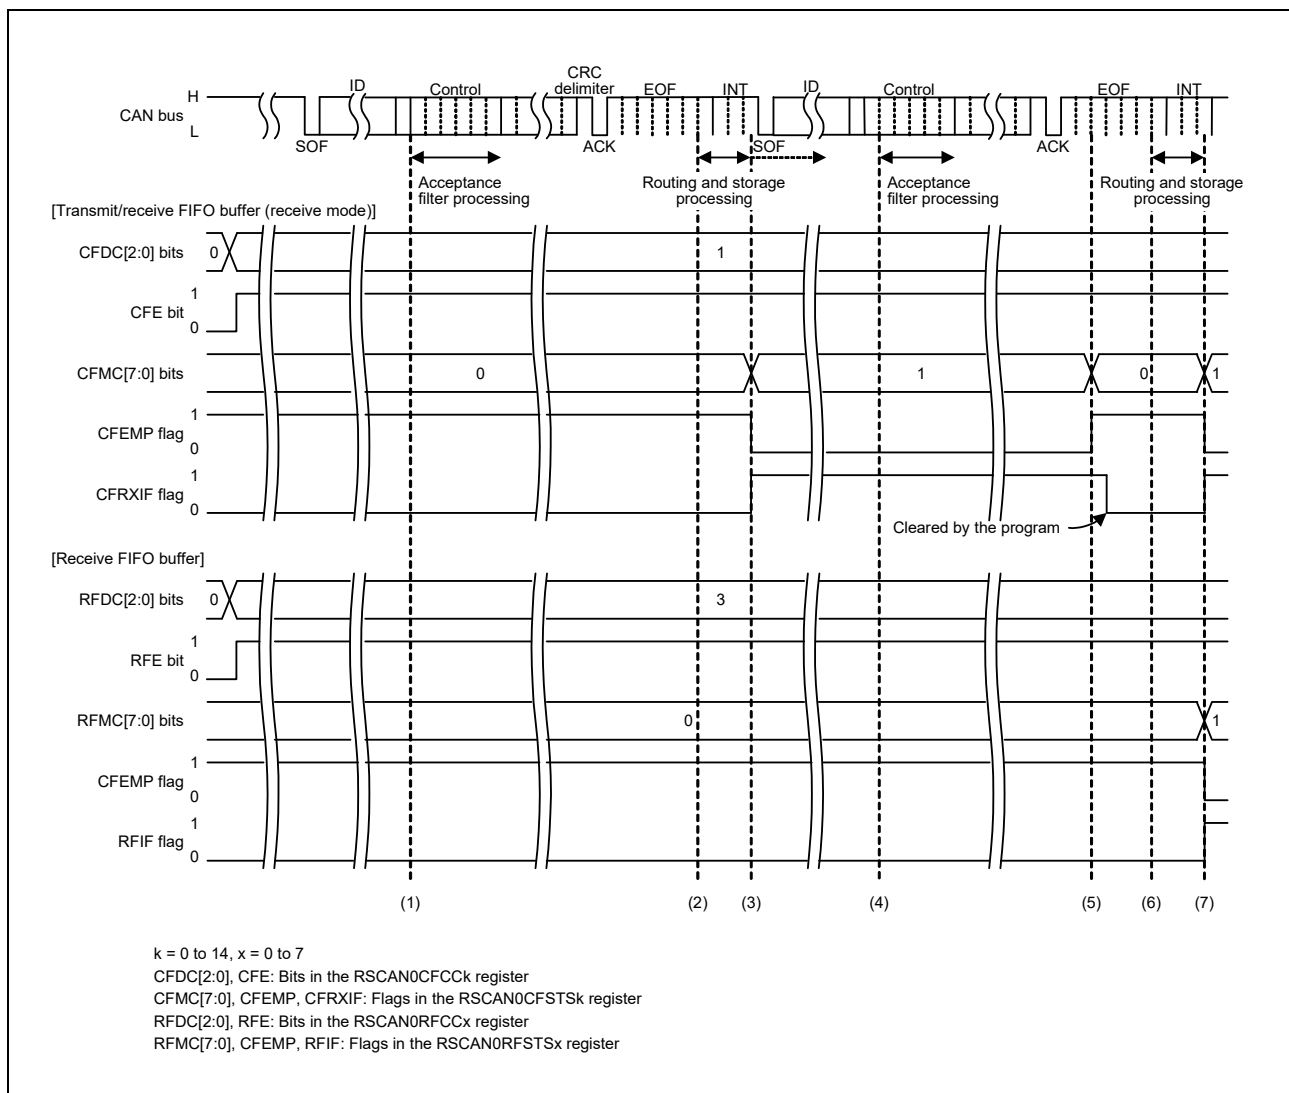 CRC
ID Control delimiter EOF INT ID Control EOF INT
H
CAN bus
L
SOF ACK SOF ACK
Acceptance
filter processing
Routing and storage
processing
Acceptance
filter processing
Routing and storage
processing
[Transmit/receive FIFO buffer (receive mode)]
CFDC[2:0] bits 0 1
1
CFE bit
0
CFMC[7:0] bits 0 1 0 1
1
CFEMP flag
0
1
CFRXIF flag
0
Cleared by the program
[Receive FIFO buffer]
RFDC[2:0] bits 0 3
1
RFE bit
0
RFMC[7:0] bits 0 1
1
CFEMP flag
0
1
RFIF flag
0
(1) (2) (3) (4) (5) (6) (7)
k = 0 to 14, x = 0 to 7
CFDC[2:0], CFE: Bits in the RSCAN0CFCCk register
CFMC[7:0], CFEMP, CFRXIF: Flags in the RSCAN0CFSTSk register
RFDC[2:0], RFE: Bits in the RSCAN0RFCCx register
RFMC[7:0], CFEMP, RFIF: Flags in the RSCAN0RFSTSx register